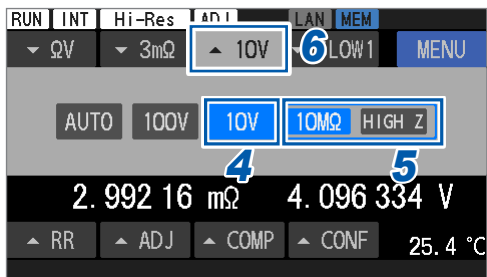 RUN INT Hi-Res ADJ LAN MEM
ΩV 3mΩ 10V 6 LOW1 MENU
AUTO 100V 10V 10MΩ HIGH Z
4 5
2.992 16 mΩ 4.096 334 V
RR ADJ COMP CONF 25.4 °C